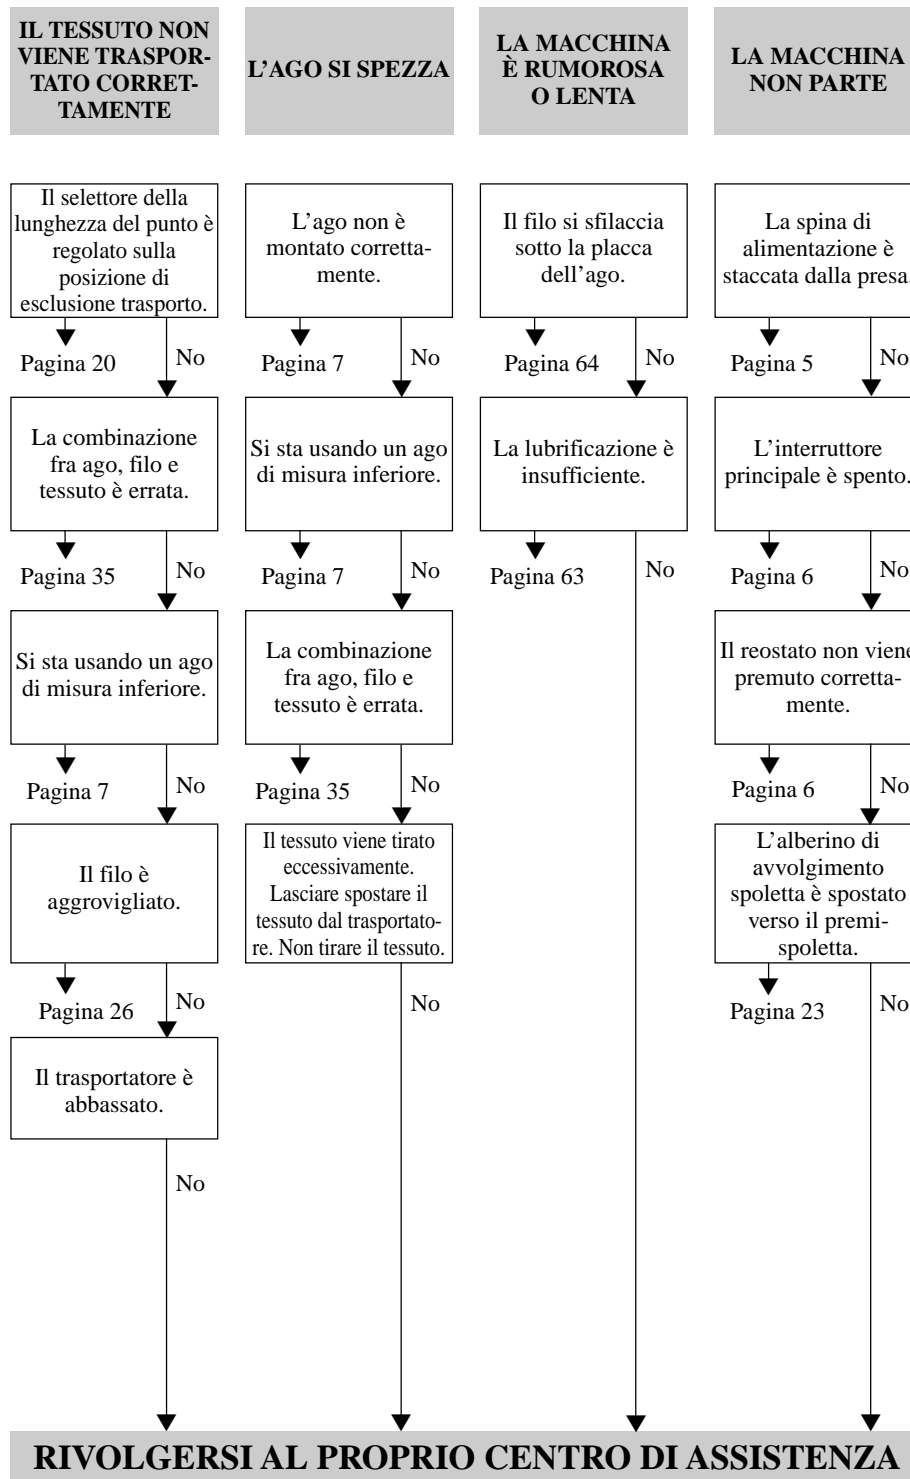 IL TESSUTO NON
VIENE TRASPOR-
TATO CORRET-
TAMENTE
Il selettore della
lunghezza del punto è
regolato sulla
posizione di
esclusione trasporto.
Pagina 20
No
La combinazione
fra ago, filo e
tessuto è errata.
Pagina 35
No
Si sta usando un ago
di misura inferiore.
Pagina 7
No
Il filo è
aggrovigliato.
Pagina 26
No
Il trasportatore è
abbassato.
No
L'AGO SI SPEZZA
L'ago non è
montato corretta-
mente.
Pagina 7
No
Si sta usando un ago
di misura inferiore.
Pagina 7
No
La combinazione
fra ago, filo e
tessuto è errata.
Pagina 35
No
Il tessuto viene tirato
eccessivamente.
Lasciare spostare il
tessuto dal trasportato-
re. Non tirare il tessuto.
No
LA MACCHINA
È RUMOROSA
O LENTA
Il filo si sfilaccia
sotto la placca
dell'ago.
Pagina 64
No
La lubrificazione è
insufficiente.
Pagina 63
No
LA MACCHINA
NON PARTE
La spina di
alimentazione è
staccata dalla presa.
Pagina 5
No
L'interruttore
principale è spento.
Pagina 6
No
Il reostato non viene
premuto corretta-
mente.
Pagina 6
No
L'alberino di
avvolgimento
spoletta è spostato
verso il premi-
spoletta.
Pagina 23
No
RIVOLGERSI AL PROPRIO CENTRO DI ASSISTENZA